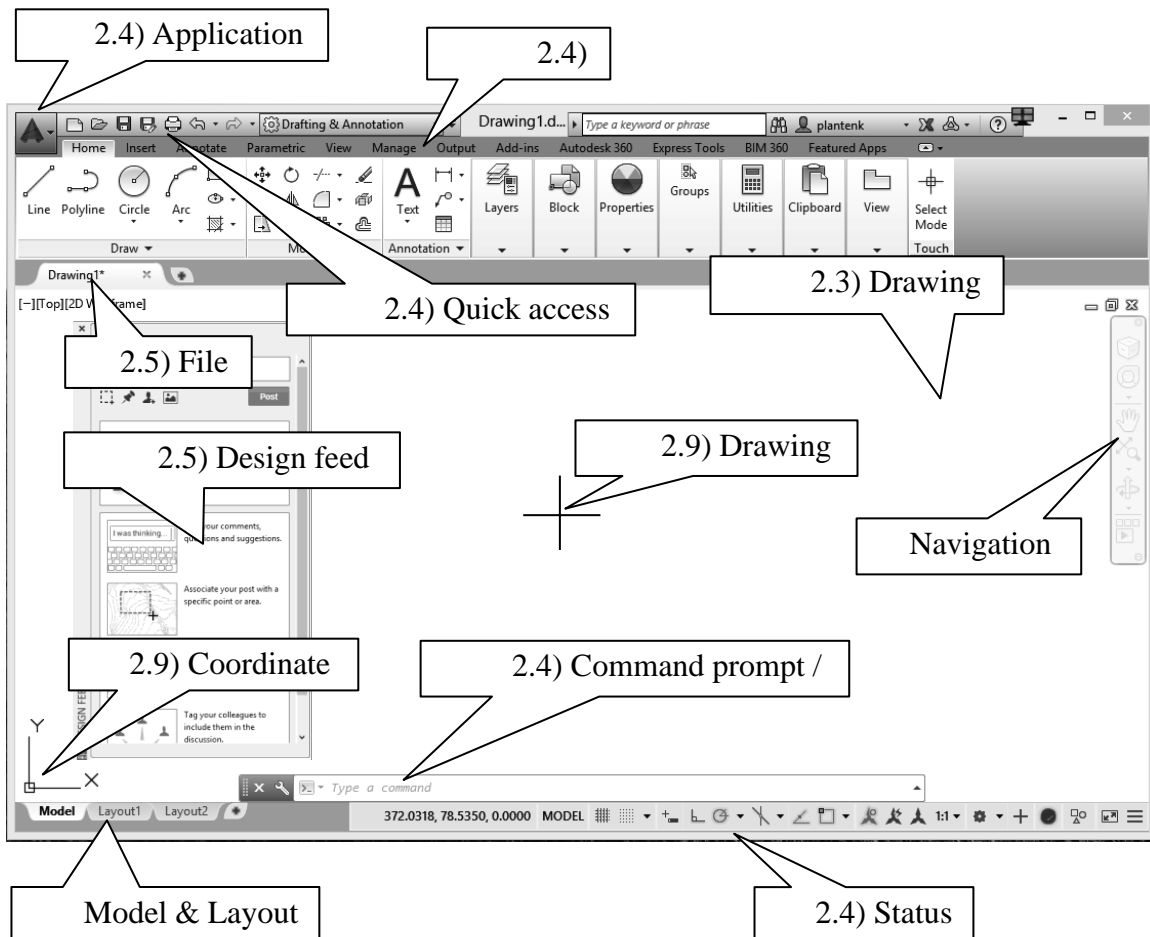 2.4) Application
2.4)
Drafting & Annotation
Drawing1.d...
Type a keyword or phrase
plantenk
Home Insert Annotate Parametric View Manage Output Add-ins Autodesk 360 Express Tools BIM 360 Featured Apps
Line Polyline Circle Arc Text Layers Block Properties Groups Utilities Clipboard View Select
Mode
Draw Annotation Touch
Drawing1*
2.3) Drawing
2.4) Quick access
[−][Top][2D
2.5) File
Post
2.5) Design feed
2.9) Drawing
I was thinking...
your comments,
questions and suggestions.
Navigation
Associate your post with a
specific point or area.
2.9) Coordinate
2.4) Command prompt /
Tag your colleagues to
include them in the
discussion.
Y
X
Type a command
Model Layout1 Layout2
372.0318, 78.5350, 0.0000 MODEL 1:1
Model & Layout
2.4) Status